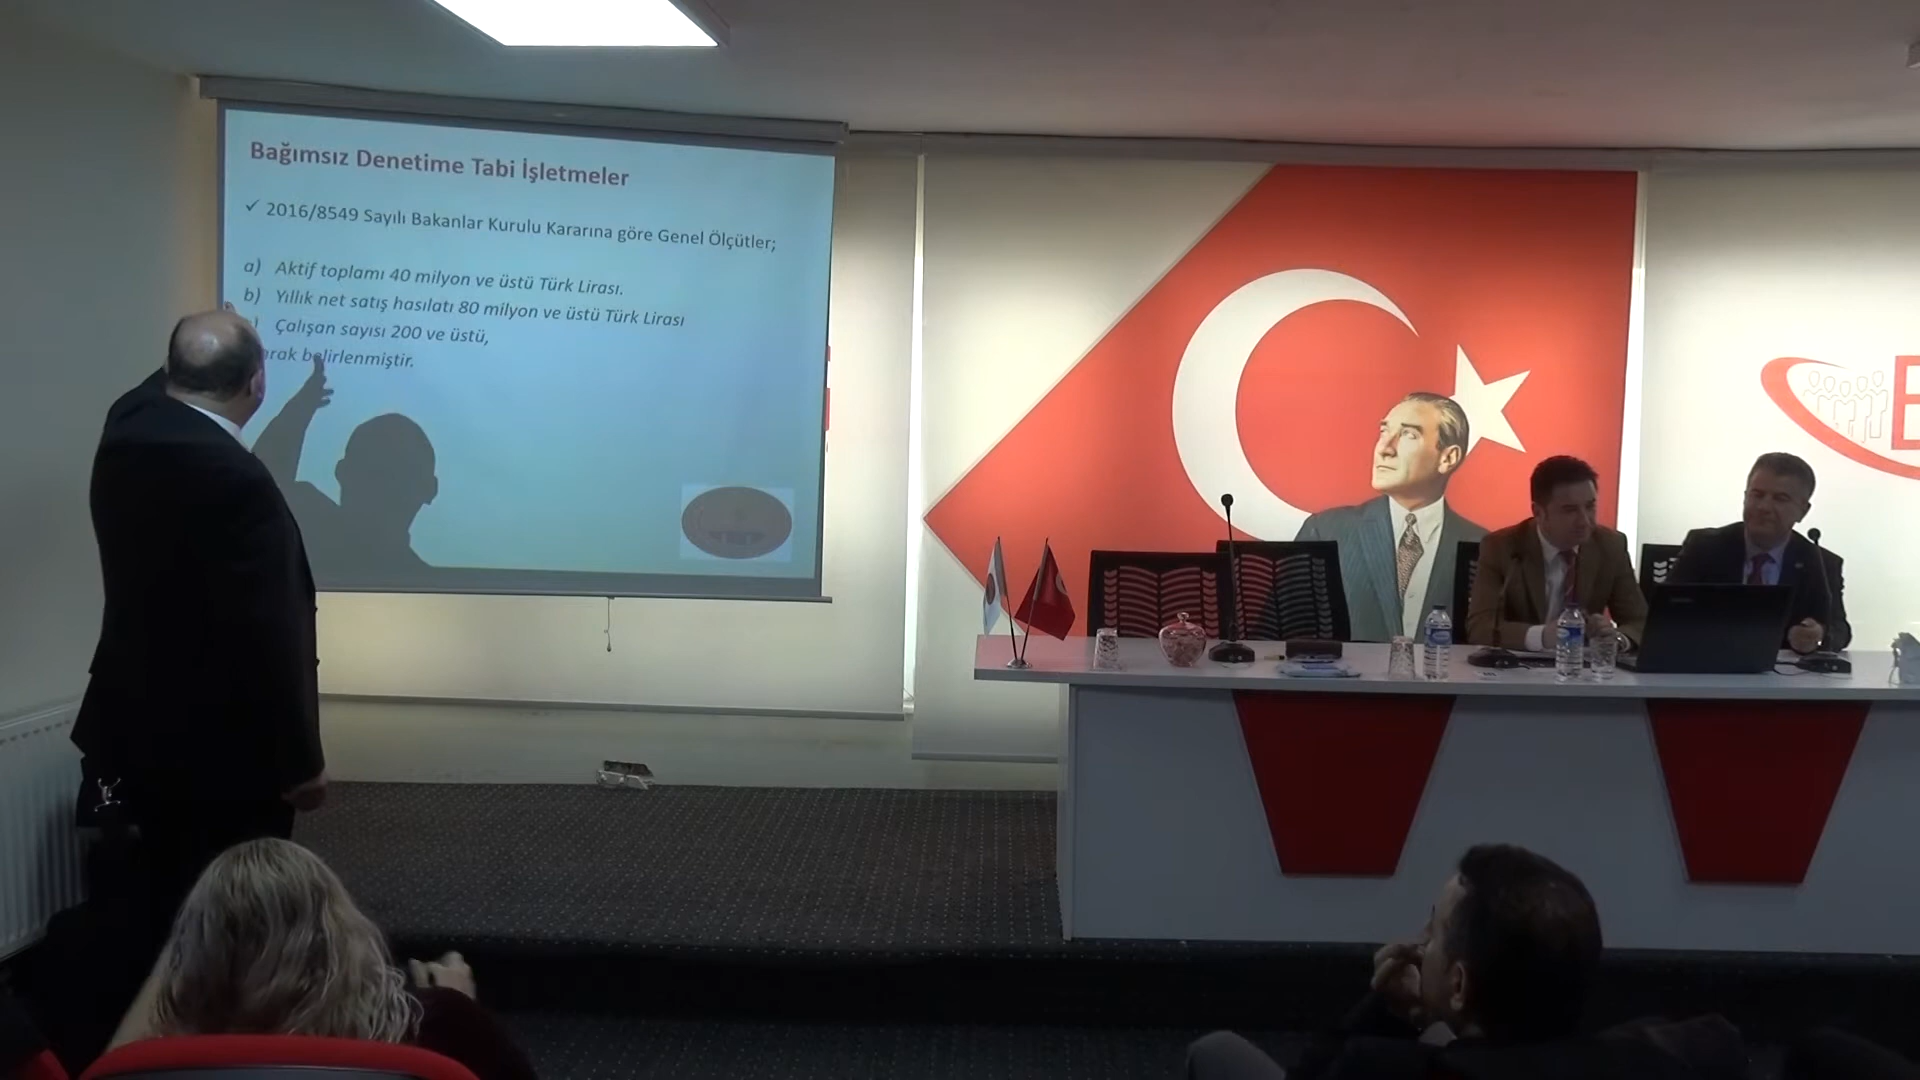 Bağımsız Denetime Tabi İşletmeler
✓ 2016/8549 Sayılı Bakanlar Kurulu Kararına göre Genel Ölçütler;
a) Aktif toplamı 40 milyon ve üstü Türk Lirası.
b) Yıllık net satış hasılatı 80 milyon ve üstü Türk Lirası
Çalışan sayısı 200 ve üstü,
belirlenmiştir.